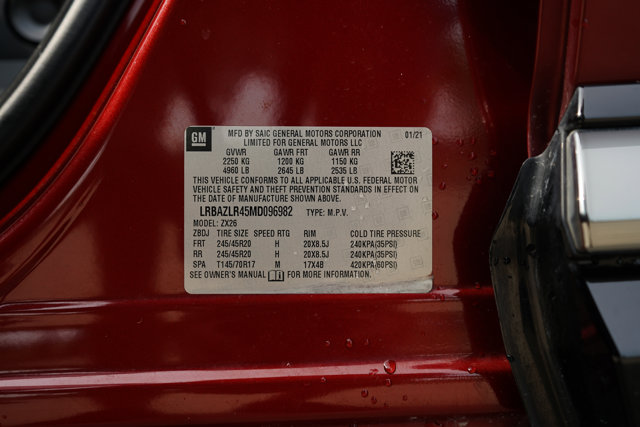 GM
MFD BY SAIC GENERAL MOTORS CORPORATION 01/21
LIMITED FOR GENERAL MOTORS LLC
GVWR GAWR FRT GAWR RR
2250 KG 1200 KG 1150 KG
4960 LB 2645 LB 2535 LB
THIS VEHICLE CONFORMS TO ALL APPLICABLE U.S. FEDERAL MOTOR
VEHICLE SAFETY AND THEFT PREVENTION STANDARDS IN EFFECT ON
THE DATE OF MANUFACTURE SHOWN ABOVE.
LRBAZLR45MD096982 TYPE: M.P.V.
MODEL: ZX26
ZBDJ TIRE SIZE SPEED RTG RIM COLD TIRE PRESSURE
FRT 245/45R20 H 20X8.5J 240KPA(35PSI)
RR 245/45R20 H 20X8.5J 240KPA(35PSI)
SPA T145/70R17 M 17X4B 420KPA(60PSI)
SEE OWNER'S MANUAL FOR MORE INFORMATION.